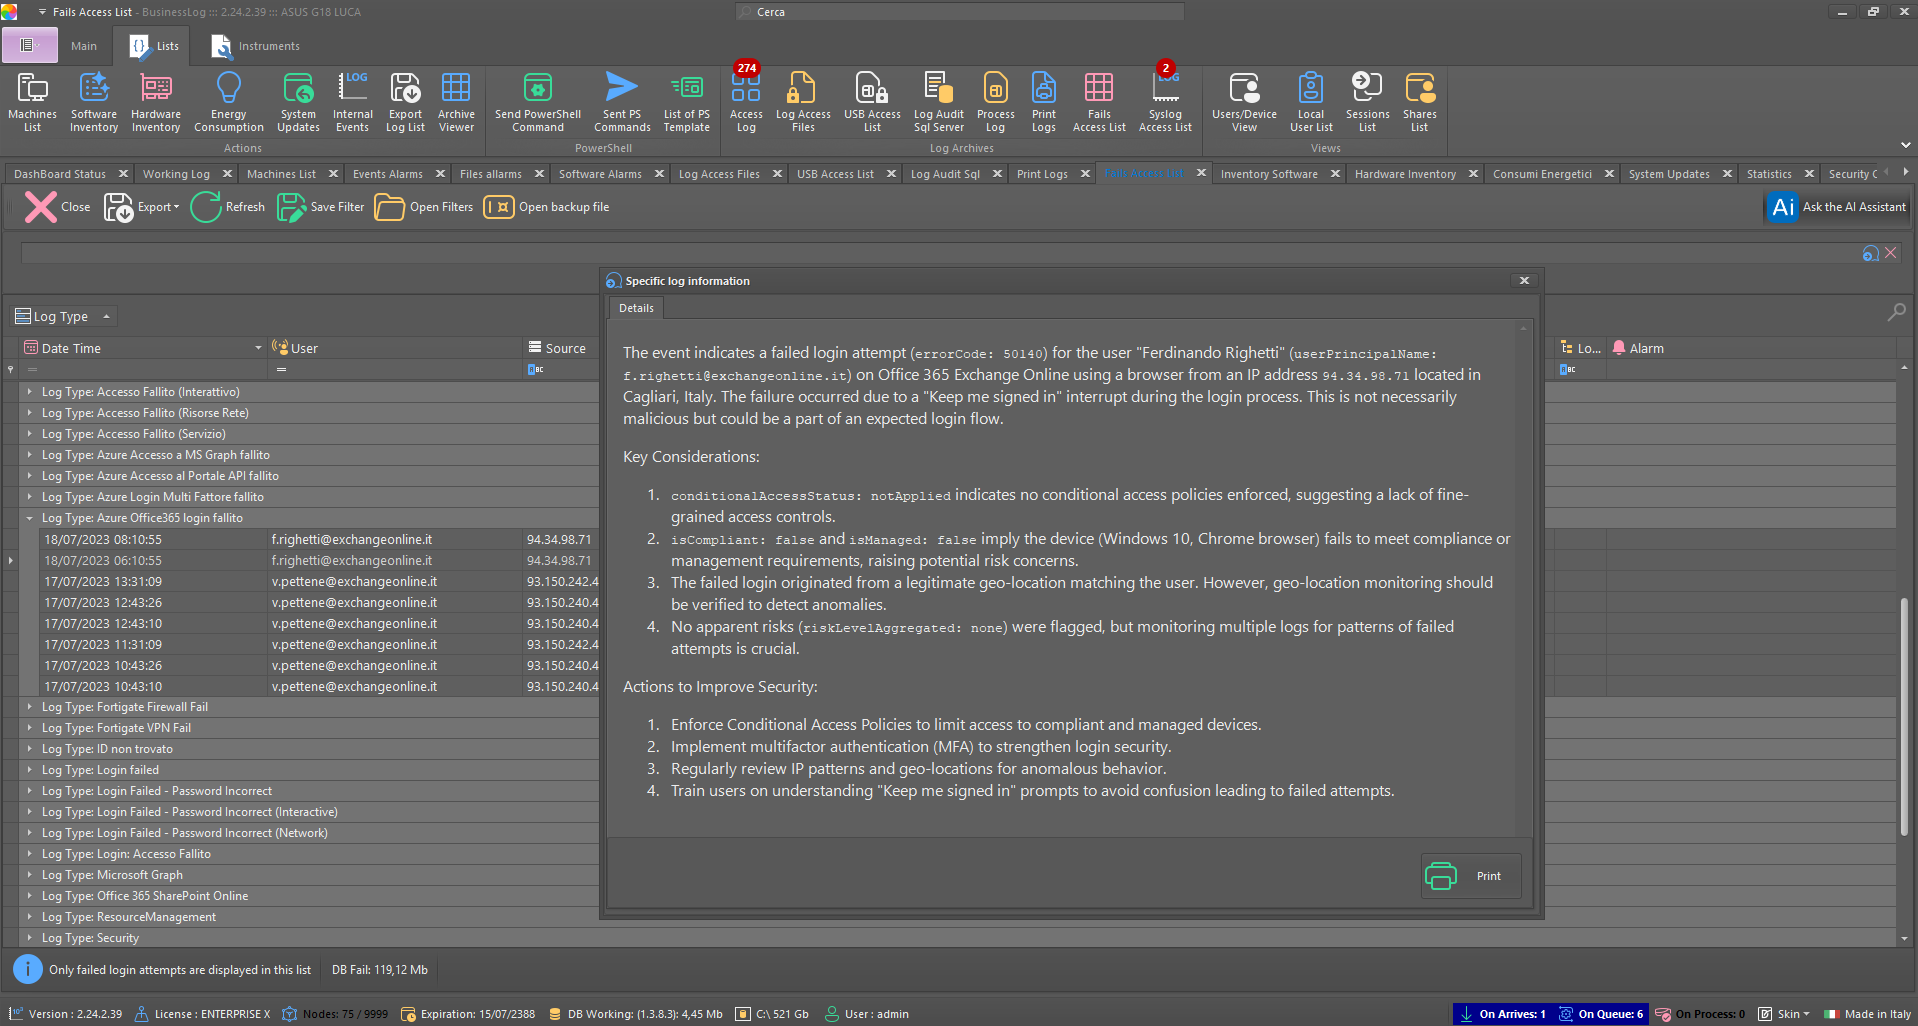 Fails Access List - BusinessLog ::: 2.24.2.39 ::: ASUS G18 LUCA
Cerca
Main
Lists
Instruments
274
2
Machines List
Software Inventory
Hardware Inventory
Energy Consumption
System Updates
LOG Internal Events
Export Log List
Archive Viewer
Send PowerShell Command
Sent PS Commands
List of PS Template
Access Log
Log Access Files
USB Access List
Log Audit Sql Server
Process Log
Print Logs
Fails Access List
LOG Syslog Access List
Users/Device View
Local User List
Sessions List
Shares List
Actions
PowerShell
Log Archives
Views
DashBoard Status
Working Log
Machines List
Events Alarms
Files allarms
Software Alarms
Log Access Files
USB Access List
Log Audit Sql
Print Logs
Fails Access List
Inventory Software
Hardware Inventory
Consumi Energetici
System Updates
Statistics
Security C
Close
Export
Refresh
Save Filter
Open Filters
Open backup file
Ai Ask the AI Assistant
Log Type
Date Time
User
Source
Lo...
Alarm
Log Type: Accesso Fallito (Interattivo)
Log Type: Accesso Fallito (Risorse Rete)
Log Type: Accesso Fallito (Servizio)
Log Type: Azure Accesso a MS Graph fallito
Log Type: Azure Accesso al Portale API fallito
Log Type: Azure Login Multi Fattore fallito
Log Type: Azure Office365 login fallito
18/07/2023 08:10:55 f.righetti@exchangeonline.it 94.34.98.71
18/07/2023 06:10:55 f.righetti@exchangeonline.it 94.34.98.71
17/07/2023 13:31:09 v.pettene@exchangeonline.it 93.150.242.4
17/07/2023 12:43:26 v.pettene@exchangeonline.it 93.150.240.4
17/07/2023 12:43:10 v.pettene@exchangeonline.it 93.150.240.4
17/07/2023 11:31:09 v.pettene@exchangeonline.it 93.150.242.4
17/07/2023 10:43:26 v.pettene@exchangeonline.it 93.150.240.4
17/07/2023 10:43:10 v.pettene@exchangeonline.it 93.150.240.4
Log Type: Fortigate Firewall Fail
Log Type: Fortigate VPN Fail
Log Type: ID non trovato
Log Type: Login failed
Log Type: Login Failed - Password Incorrect
Log Type: Login Failed - Password Incorrect (Interactive)
Log Type: Login Failed - Password Incorrect (Network)
Log Type: Login: Accesso Fallito
Log Type: Microsoft Graph
Log Type: Office 365 SharePoint Online
Log Type: ResourceManagement
Log Type: Security
Specific log information
Details
The event indicates a failed login attempt (errorCode: 50140) for the user "Ferdinando Righetti" (userPrincipalName:
f.righetti@exchangeonline.it) on Office 365 Exchange Online using a browser from an IP address 94.34.98.71 located in
Cagliari, Italy. The failure occurred due to a "Keep me signed in" interrupt during the login process. This is not necessarily
malicious but could be a part of an expected login flow.
Key Considerations:
1. conditionalAccessStatus: notApplied indicates no conditional access policies enforced, suggesting a lack of fine-
grained access controls.
2. isCompliant: false and isManaged: false imply the device (Windows 10, Chrome browser) fails to meet compliance or
management requirements, raising potential risk concerns.
3. The failed login originated from a legitimate geo-location matching the user. However, geo-location monitoring should
be verified to detect anomalies.
4. No apparent risks (riskLevelAggregated: none) were flagged, but monitoring multiple logs for patterns of failed
attempts is crucial.
Actions to Improve Security:
1. Enforce Conditional Access Policies to limit access to compliant and managed devices.
2. Implement multifactor authentication (MFA) to strengthen login security.
3. Regularly review IP patterns and geo-locations for anomalous behavior.
4. Train users on understanding "Keep me signed in" prompts to avoid confusion leading to failed attempts.
Print
Only failed login attempts are displayed in this list
DB Fail: 119,12 Mb
Version : 2.24.2.39
License : ENTERPRISE X
Nodes: 75 / 9999
Expiration: 15/07/2388
DB Working: (1.3.8.3): 4,45 Mb
C:\ 521 Gb
User : admin
On Arrives: 1
On Queue: 6
On Process: 0
Skin
Made in Italy